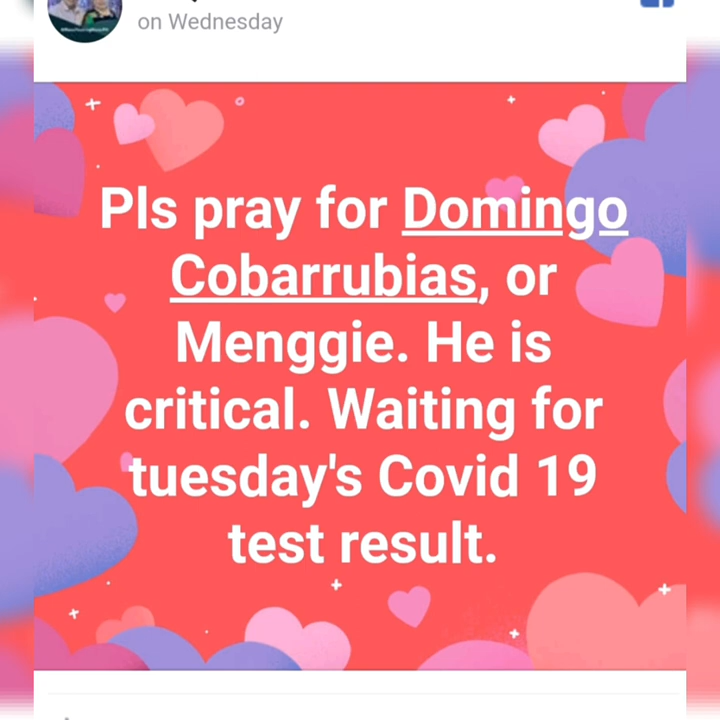 on Wednesday
Pls pray for Domingo
Cobarrubias, or
Menggie. He is
critical. Waiting for
tuesday's Covid 19
test result.